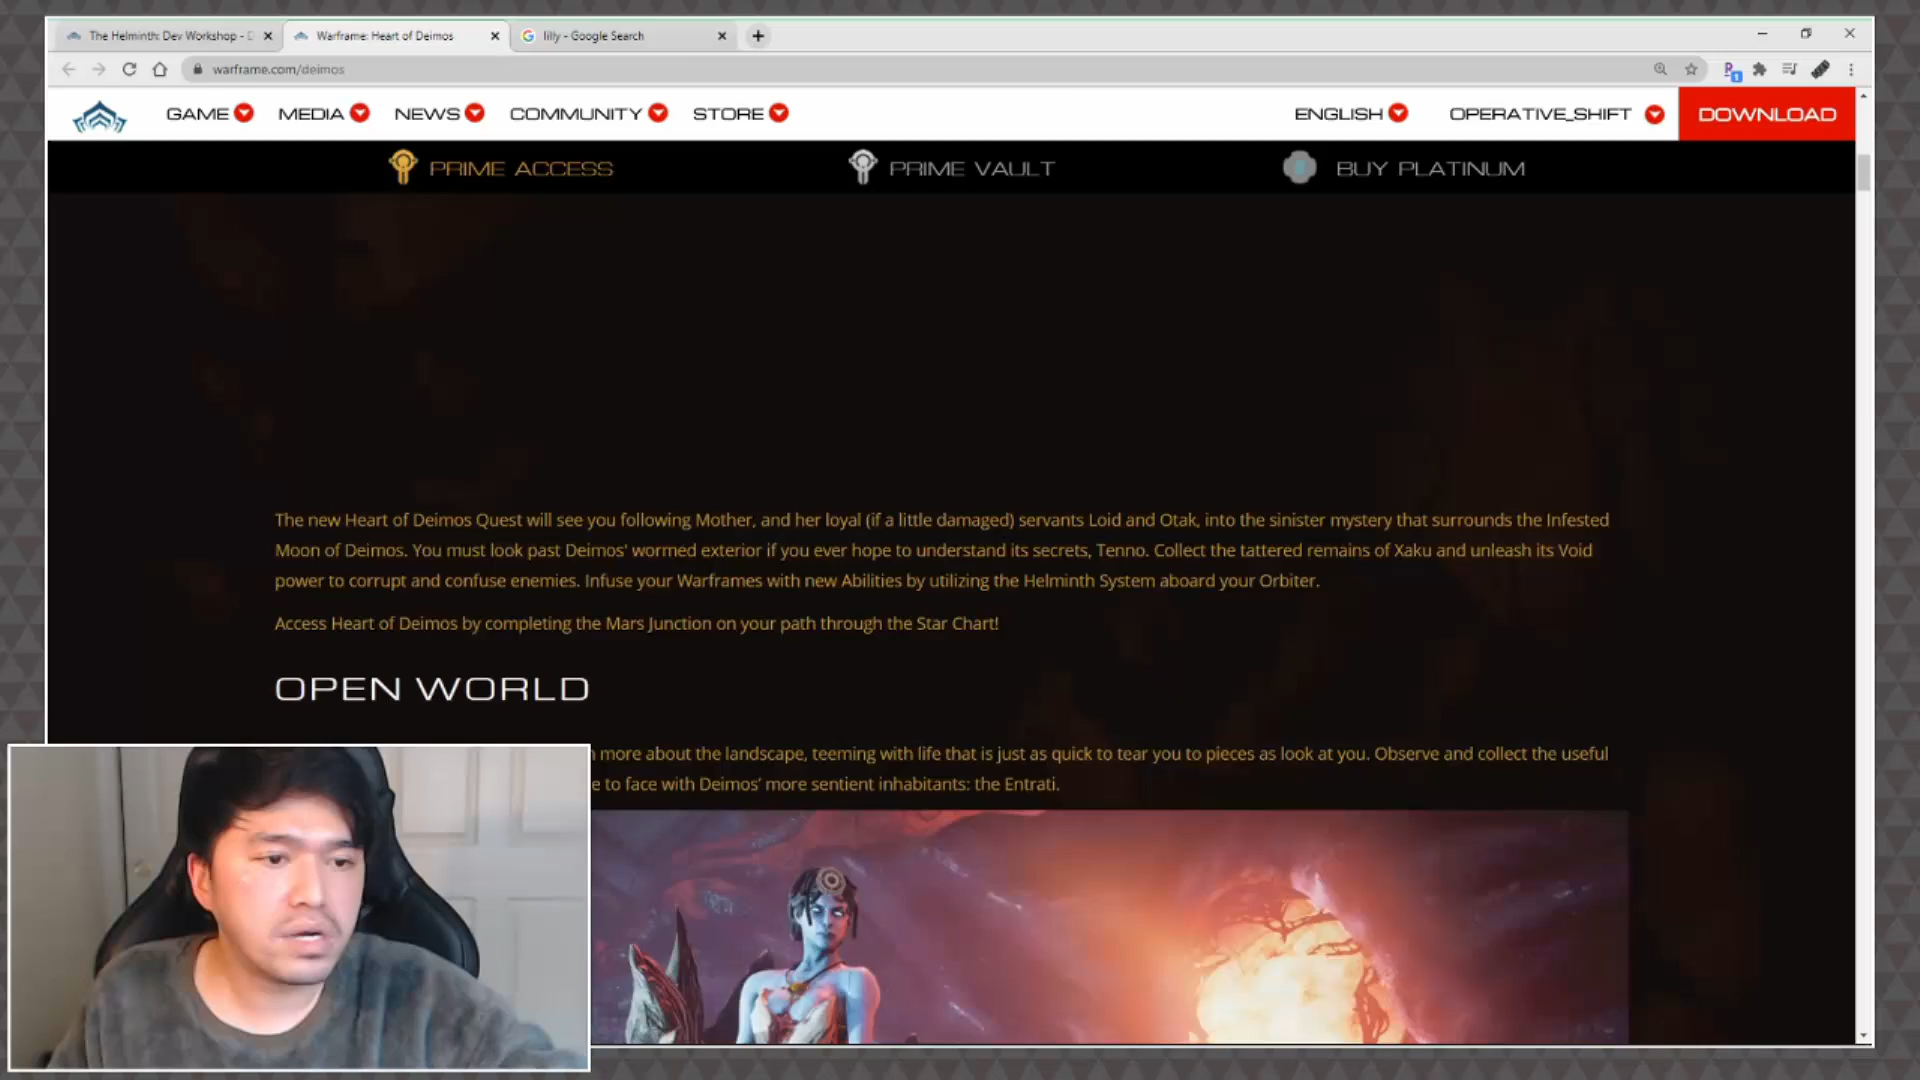 The Helminth: Dev Workshop - D
Warframe: Heart of Deimos
lilly - Google Search
warframe.com/deimos
GAME
MEDIA
NEWS
COMMUNITY
STORE
ENGLISH
OPERATIVE_SHIFT
DOWNLOAD
PRIME ACCESS
PRIME VAULT
BUY PLATINUM
The new Heart of Deimos Quest will see you following Mother, and her loyal (if a little damaged) servants Loid and Otak, into the sinister mystery that surrounds the Infested
Moon of Deimos. You must look past Deimos' wormed exterior if you ever hope to understand its secrets, Tenno. Collect the tattered remains of Xaku and unleash its Void
power to corrupt and confuse enemies. Infuse your Warframes with new Abilities by utilizing the Helminth System aboard your Orbiter.
Access Heart of Deimos by completing the Mars Junction on your path through the Star Chart!
OPEN WORLD
more about the landscape, teeming with life that is just as quick to tear you to pieces as look at you. Observe and collect the useful
e to face with Deimos' more sentient inhabitants: the Entrati.